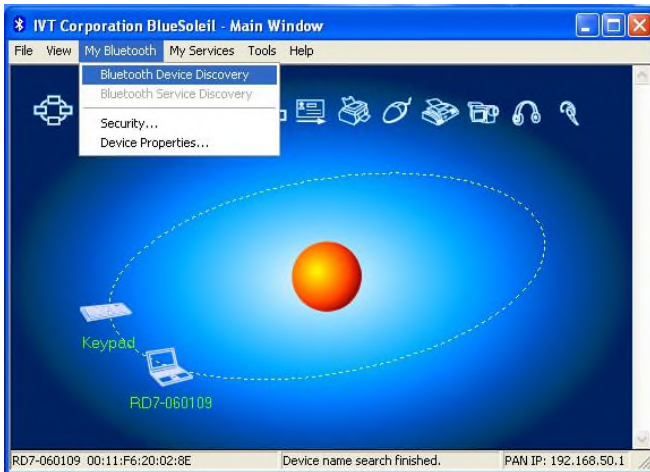 IVT Corporation BlueSoleil - Main Window
File View My Bluetooth My Services Tools Help
Bluetooth Device Discovery
Bluetooth Service Discovery
Security...
Device Properties...
Keypad
RD7-060109
RD7-060109 00:11:F6:20:02:8E Device name search finished. PAN IP: 192.168.50.1